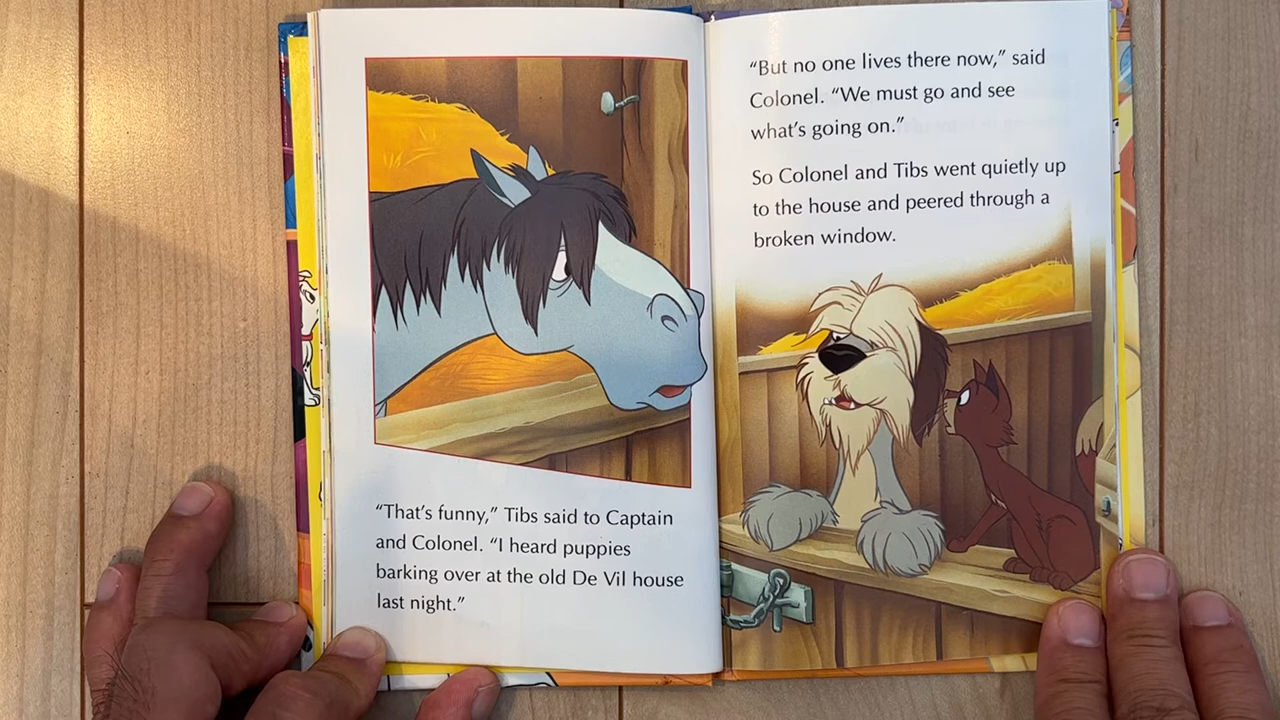 “That’s funny,” Tibs said to Captain
and Colonel. “I heard puppies
barking over at the old De Vil house
last night.”
“But no one lives there now,” said
Colonel. “We must go and see
what’s going on.”
So Colonel and Tibs went quietly up
to the house and peered through a
broken window.